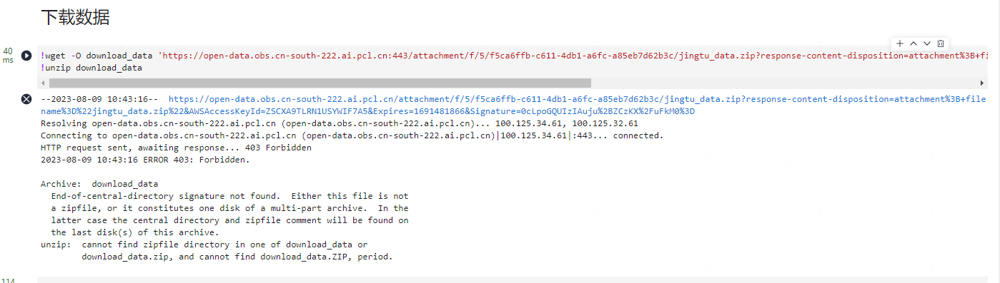 下载数据
40
ms
!wget -O download_data 'https://open-data.obs.cn-south-222.ai.pcl.cn:443/attachment/f/5/f5ca6ffb-c611-4db1-a6fc-a85eb7d62b3c/jingtu_data.zip?response-content-disposition=attachment%3B+fi
!unzip download_data
--2023-08-09 10:43:16--  https://open-data.obs.cn-south-222.ai.pcl.cn/attachment/f/5/f5ca6ffb-c611-4db1-a6fc-a85eb7d62b3c/jingtu_data.zip?response-content-disposition=attachment%3B+file
name%3D%22jingtu_data.zip%22&AWSAccessKeyId=ZSCXA9TLRN1USYWIF7A5&Expires=1691481866&Signature=0cLpoGQUIzIAuju%2BZCzKX%2FuFkM0%3D
Resolving open-data.obs.cn-south-222.ai.pcl.cn (open-data.obs.cn-south-222.ai.pcl.cn)... 100.125.34.61, 100.125.32.61
Connecting to open-data.obs.cn-south-222.ai.pcl.cn (open-data.obs.cn-south-222.ai.pcl.cn)|100.125.34.61|:443... connected.
HTTP request sent, awaiting response... 403 Forbidden
2023-08-09 10:43:16 ERROR 403: Forbidden.
Archive:  download_data
End-of-central-directory signature not found.  Either this file is not
a zipfile, or it constitutes one disk of a multi-part archive.  In the
latter case the central directory and zipfile comment will be found on
the last disk(s) of this archive.
unzip:  cannot find zipfile directory in one of download_data or
download_data.zip, and cannot find download_data.ZIP, period.
114